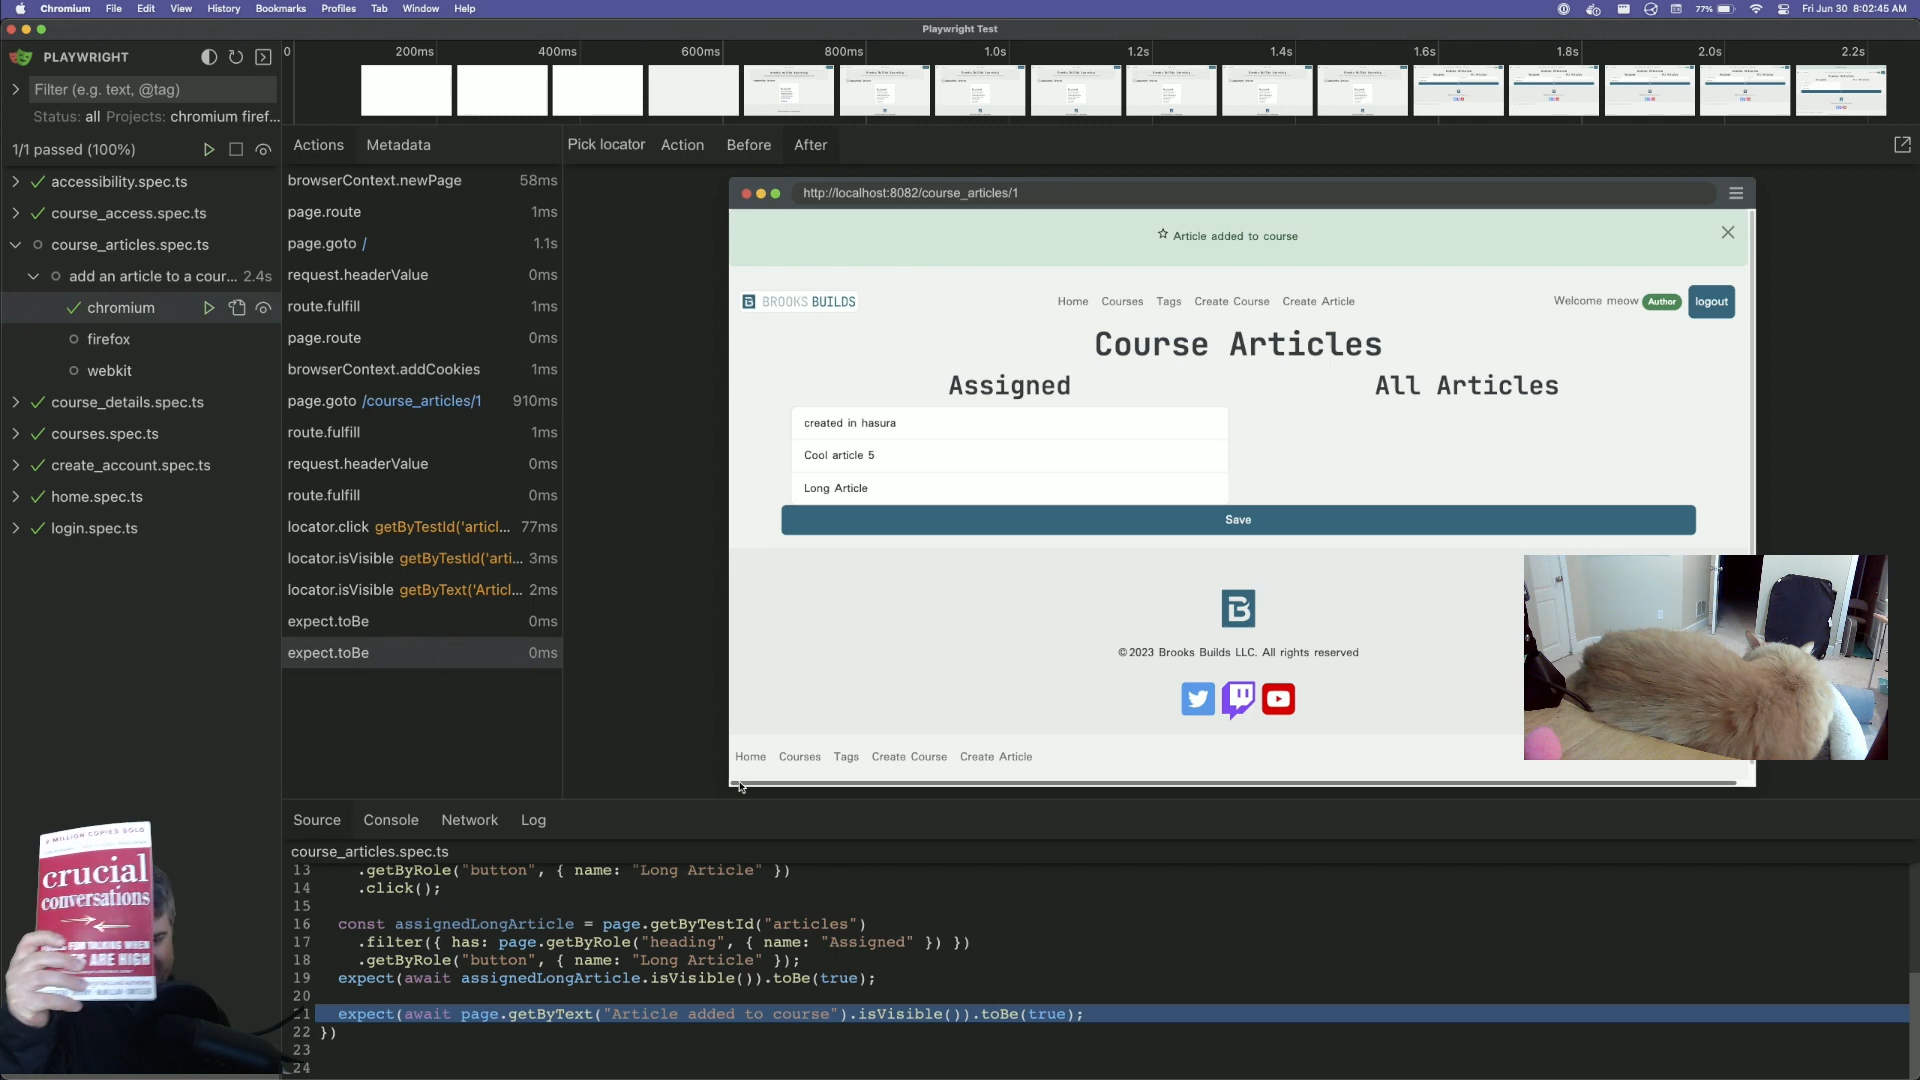 Chromium File Edit View History Bookmarks Profiles Tab Window Help 77% Fri Jun 30 8:02:45 AM
Playwright Test
PLAYWRIGHT
Filter (e.g. text, @tag)
Status: all Projects: chromium firef...
1/1 passed (100%)
accessibility.spec.ts
course_access.spec.ts
course_articles.spec.ts
add an article to a cour... 2.4s
chromium
firefox
webkit
course_details.spec.ts
courses.spec.ts
create_account.spec.ts
home.spec.ts
login.spec.ts
0 200ms 400ms 600ms 800ms 1.0s 1.2s 1.4s 1.6s 1.8s 2.0s 2.2s
Actions Metadata
browserContext.newPage 58ms
page.route 1ms
page.goto / 1.1s
request.headerValue 0ms
route.fulfill 1ms
page.route 0ms
browserContext.addCookies 1ms
page.goto /course_articles/1 910ms
route.fulfill 1ms
request.headerValue 0ms
route.fulfill 0ms
locator.click getByTestId('articl... 77ms
locator.isVisible getByTestId('arti... 3ms
locator.isVisible getByText('Articl... 2ms
expect.toBe 0ms
expect.toBe 0ms
Pick locator Action Before After
http://localhost:8082/course_articles/1
Article added to course
BROOKS BUILDS
Home Courses Tags Create Course Create Article
Welcome meow Author logout
Course Articles
Assigned
All Articles
created in hasura
Cool article 5
Long Article
Save
©2023 Brooks Builds LLC. All rights reserved
Home Courses Tags Create Course Create Article
Source Console Network Log
course_articles.spec.ts
13 .getByRole("button", { name: "Long Article" })
14 .click();
15
16 const assignedLongArticle = page.getByTestId("articles")
17 .filter({ has: page.getByRole("heading", { name: "Assigned" }) })
18 .getByRole("button", { name: "Long Article" });
19 expect(await assignedLongArticle.isVisible()).toBe(true);
20
21 expect(await page.getByText("Article added to course").isVisible()).toBe(true);
22 })
23
24
MILLION COPIES SOLD
crucial
conversations
FOR TALKING WHEN
ARE HIGH